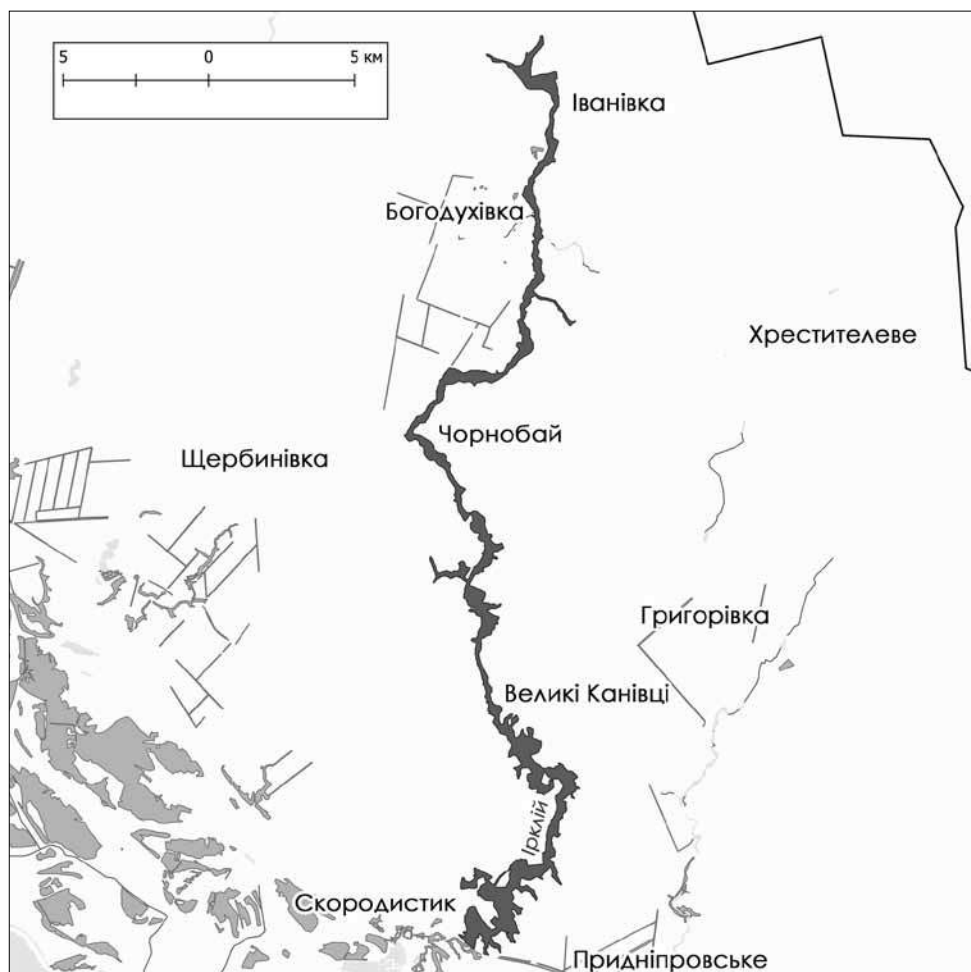 5 0 5 км
Іванівка
Богодухівка
Хрестителеве
Чорнобай
Щербинівка
Григорівка
Великі Канівці
Ірклій
Скородистик
Придніпровське